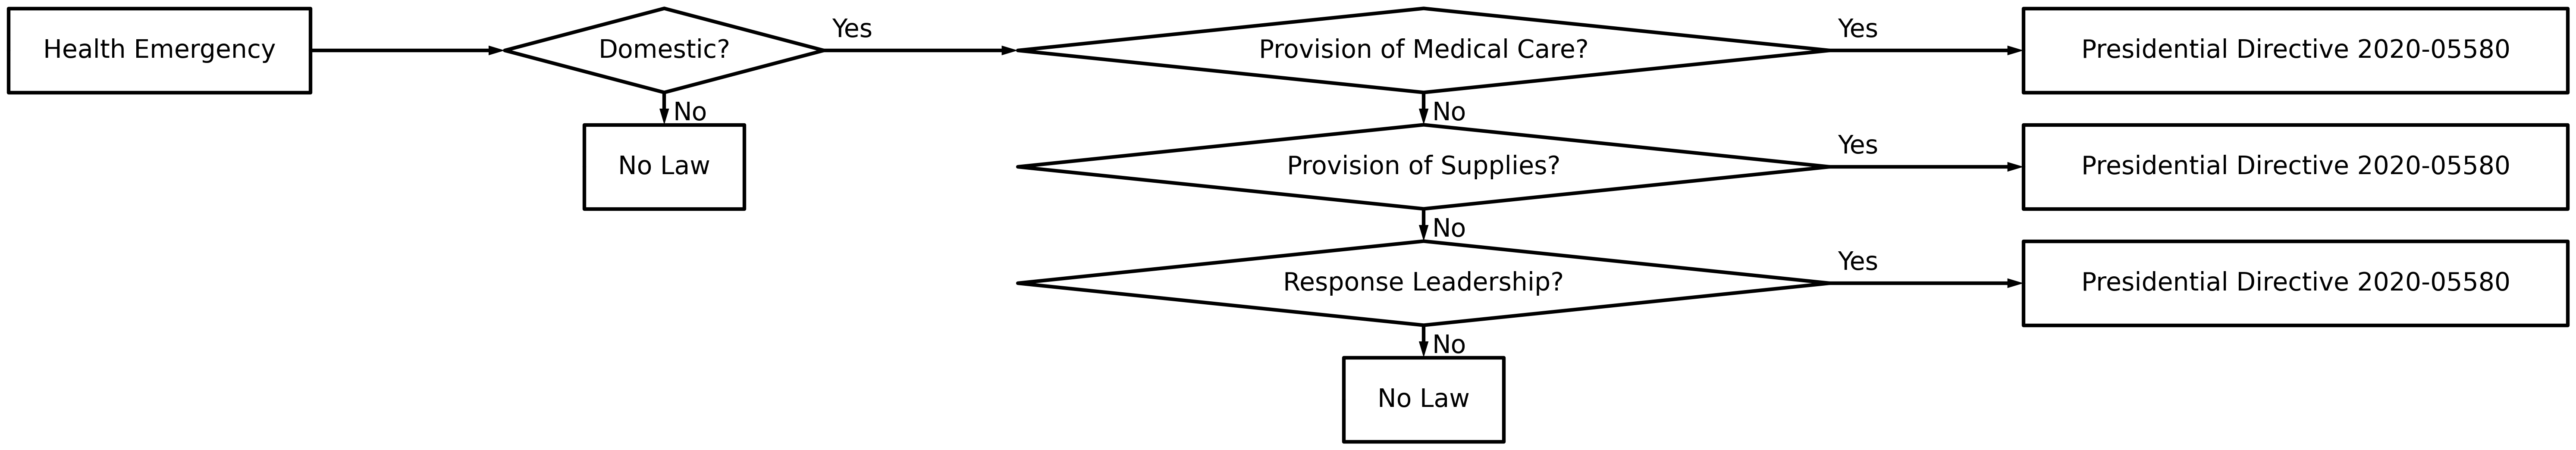 Health Emergency
Domestic?
Yes
Provision of Medical Care?
Yes
Presidential Directive 2020-05580
No
No
No Law
Provision of Supplies?
Yes
Presidential Directive 2020-05580
No
Response Leadership?
Yes
Presidential Directive 2020-05580
No
No Law